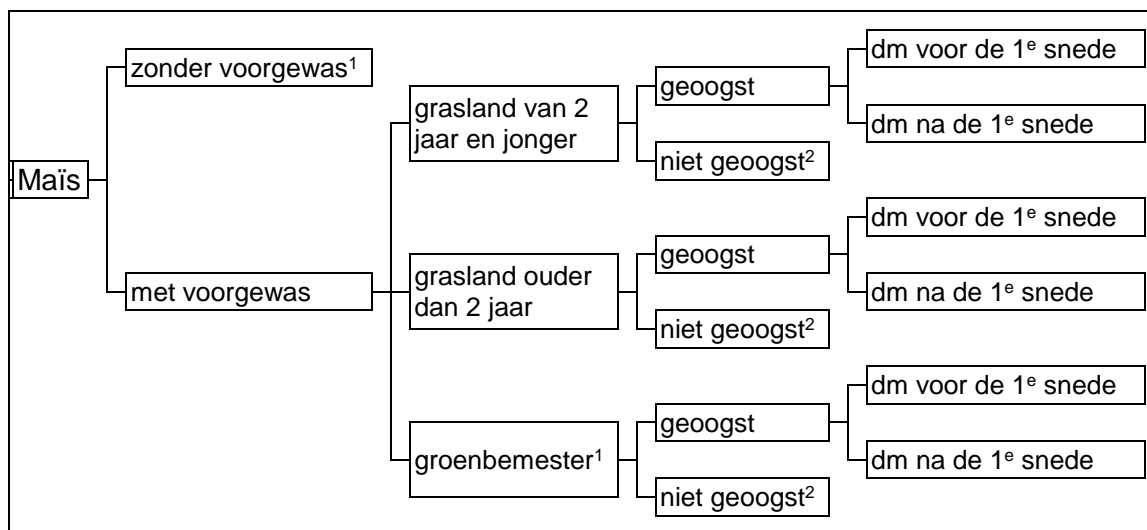 Maïs
zonder voorgewas¹
met voorgewas
grasland van 2
jaar en jonger
geoogst
dm voor de 1ᵉ snede
dm na de 1ᵉ snede
niet geoogst²
grasland ouder
dan 2 jaar
geoogst
dm voor de 1ᵉ snede
dm na de 1ᵉ snede
niet geoogst²
groenbemester¹
geoogst
dm voor de 1ᵉ snede
dm na de 1ᵉ snede
niet geoogst²